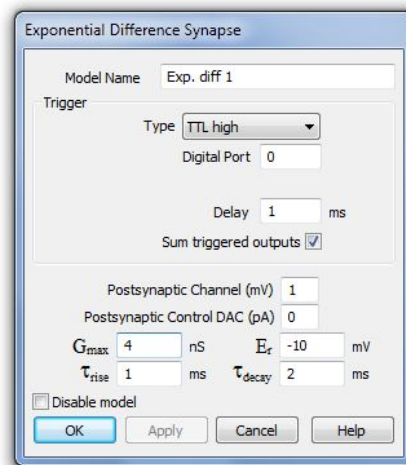 Exponential Difference Synapse
Model Name Exp. diff 1
Trigger
Type TTL high
Digital Port 0
Delay 1 ms
Sum triggered outputs
Postsynaptic Channel (mV) 1
Postsynaptic Control DAC (pA) 0
Gmax 4 nS Er -10 mV
τrise 1 ms τdecay 2 ms
Disable model
OK Apply Cancel Help